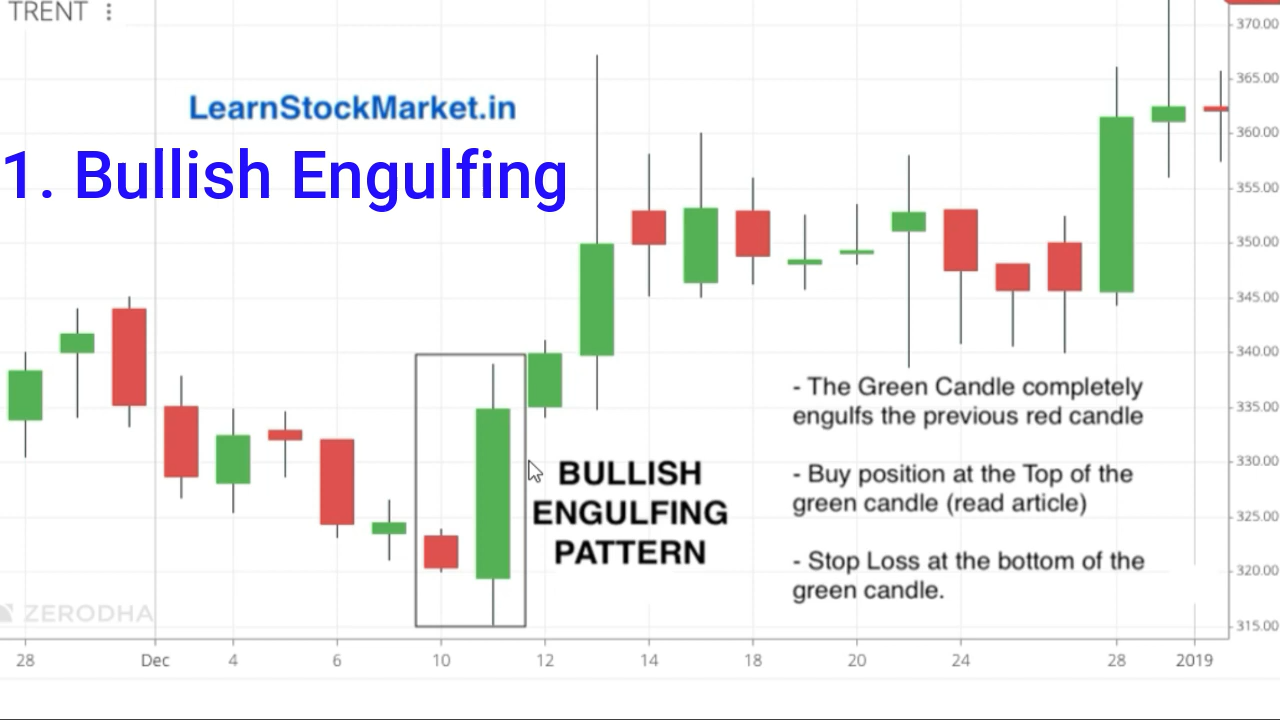 TRENT
370.00
LearnStockMarket.in
365.00
360.00
1. Bullish Engulfing
355.00
350.00
345.00
340.00
- The Green Candle completely
engulfs the previous red candle
335.00
BULLISH
ENGULFING
PATTERN
- Buy position at the Top of the
green candle (read article)
330.00
325.00
- Stop Loss at the bottom of the
green candle.
320.00
ZERODHA
315.00
28 Dec 4 6 10 12 14 18 20 24 28 2019